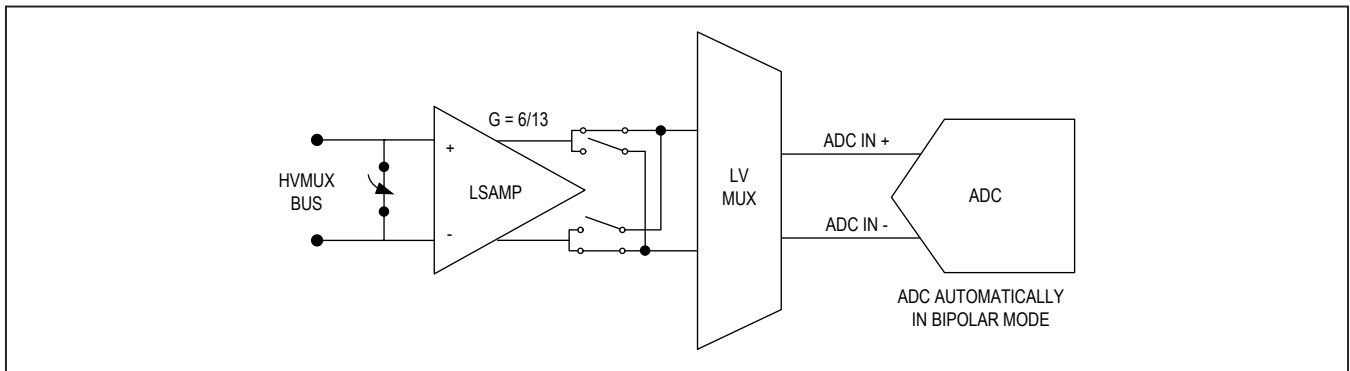 G = 6/13
HVMUX
BUS
+
-
LSAMP
LV
MUX
ADC IN +
ADC IN -
ADC
ADC AUTOMATICALLY
IN BIPOLAR MODE